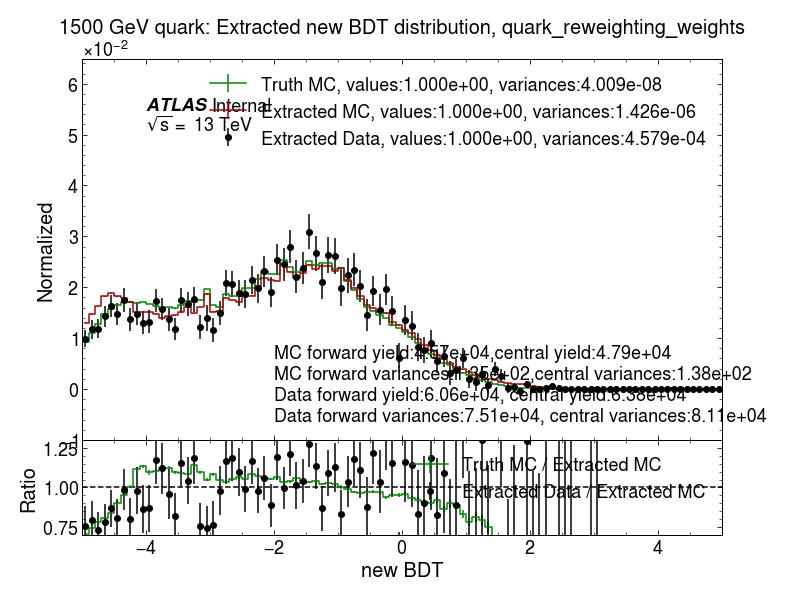 1500 GeV quark: Extracted new BDT distribution, quark_reweighting_weights
×10⁻²
Truth MC, values:1.000e+00, variances:4.009e-08
ATLAS Internal
Extracted MC, values:1.000e+00, variances:1.426e-06
√s = 13 TeV
Extracted Data, values:1.000e+00, variances:4.579e-04
6
5
4
3
2
1
0
−1
Normalized
MC forward yield:4.57e+04,central yield:4.79e+04
MC forward variances:1.35e+02,central variances:1.38e+02
Data forward yield:6.06e+04, central yield:6.38e+04
Data forward variances:7.51e+04, central variances:8.11e+04
1.25
1.00
0.75
Ratio
Truth MC / Extracted MC
Extracted Data / Extracted MC
−4 −2 0 2 4
new BDT